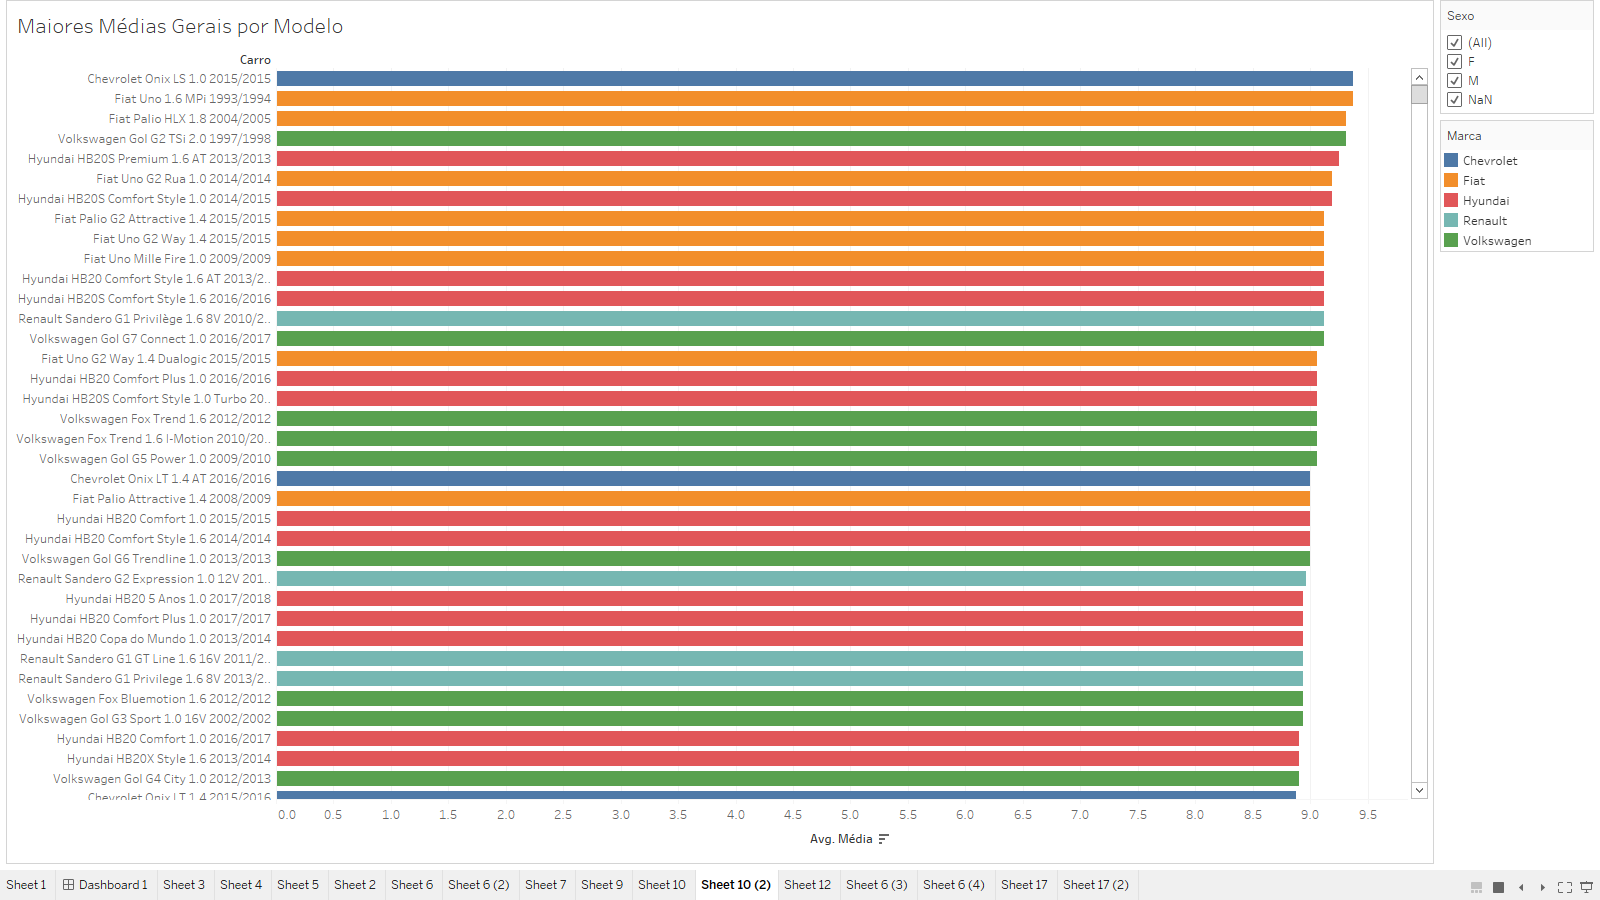 Maiores Médias Gerais por Modelo
Carro
Chevrolet Onix LS 1.0 2015/2015
Fiat Uno 1.6 MPi 1993/1994
Fiat Palio HLX 1.8 2004/2005
Volkswagen Gol G2 TSi 2.0 1997/1998
Hyundai HB20S Premium 1.6 AT 2013/2013
Fiat Uno G2 Rua 1.0 2014/2014
Hyundai HB20S Comfort Style 1.0 2014/2015
Fiat Palio G2 Attractive 1.4 2015/2015
Fiat Uno G2 Way 1.4 2015/2015
Fiat Uno Mille Fire 1.0 2009/2009
Hyundai HB20 Comfort Style 1.6 AT 2013/2..
Hyundai HB20S Comfort Style 1.6 2016/2016
Renault Sandero G1 Privilège 1.6 8V 2010/2..
Volkswagen Gol G7 Connect 1.0 2016/2017
Fiat Uno G2 Way 1.4 Dualogic 2015/2015
Hyundai HB20 Comfort Plus 1.0 2016/2016
Hyundai HB20S Comfort Style 1.0 Turbo 20..
Volkswagen Fox Trend 1.6 2012/2012
Volkswagen Fox Trend 1.6 I-Motion 2010/20..
Volkswagen Gol G5 Power 1.0 2009/2010
Chevrolet Onix LT 1.4 AT 2016/2016
Fiat Palio Attractive 1.4 2008/2009
Hyundai HB20 Comfort 1.0 2015/2015
Hyundai HB20 Comfort Style 1.6 2014/2014
Volkswagen Gol G6 Trendline 1.0 2013/2013
Renault Sandero G2 Expression 1.0 12V 201..
Hyundai HB20 5 Anos 1.0 2017/2018
Hyundai HB20 Comfort Plus 1.0 2017/2017
Hyundai HB20 Copa do Mundo 1.0 2013/2014
Renault Sandero G1 GT Line 1.6 16V 2011/2..
Renault Sandero G1 Privilege 1.6 8V 2013/2..
Volkswagen Fox Bluemotion 1.6 2012/2012
Volkswagen Gol G3 Sport 1.0 16V 2002/2002
Hyundai HB20 Comfort 1.0 2016/2017
Hyundai HB20X Style 1.6 2013/2014
Volkswagen Gol G4 City 1.0 2012/2013
Chevrolet Onix LT 1.4 2015/2016
0.0 0.5 1.0 1.5 2.0 2.5 3.0 3.5 4.0 4.5 5.0 5.5 6.0 6.5 7.0 7.5 8.0 8.5 9.0 9.5
Avg. Média
Sexo
(All)
F
M
NaN
Marca
Chevrolet
Fiat
Hyundai
Renault
Volkswagen
Sheet 1 Dashboard 1 Sheet 3 Sheet 4 Sheet 5 Sheet 2 Sheet 6 Sheet 6 (2) Sheet 7 Sheet 9 Sheet 10 Sheet 10 (2) Sheet 12 Sheet 6 (3) Sheet 6 (4) Sheet 17 Sheet 17 (2)